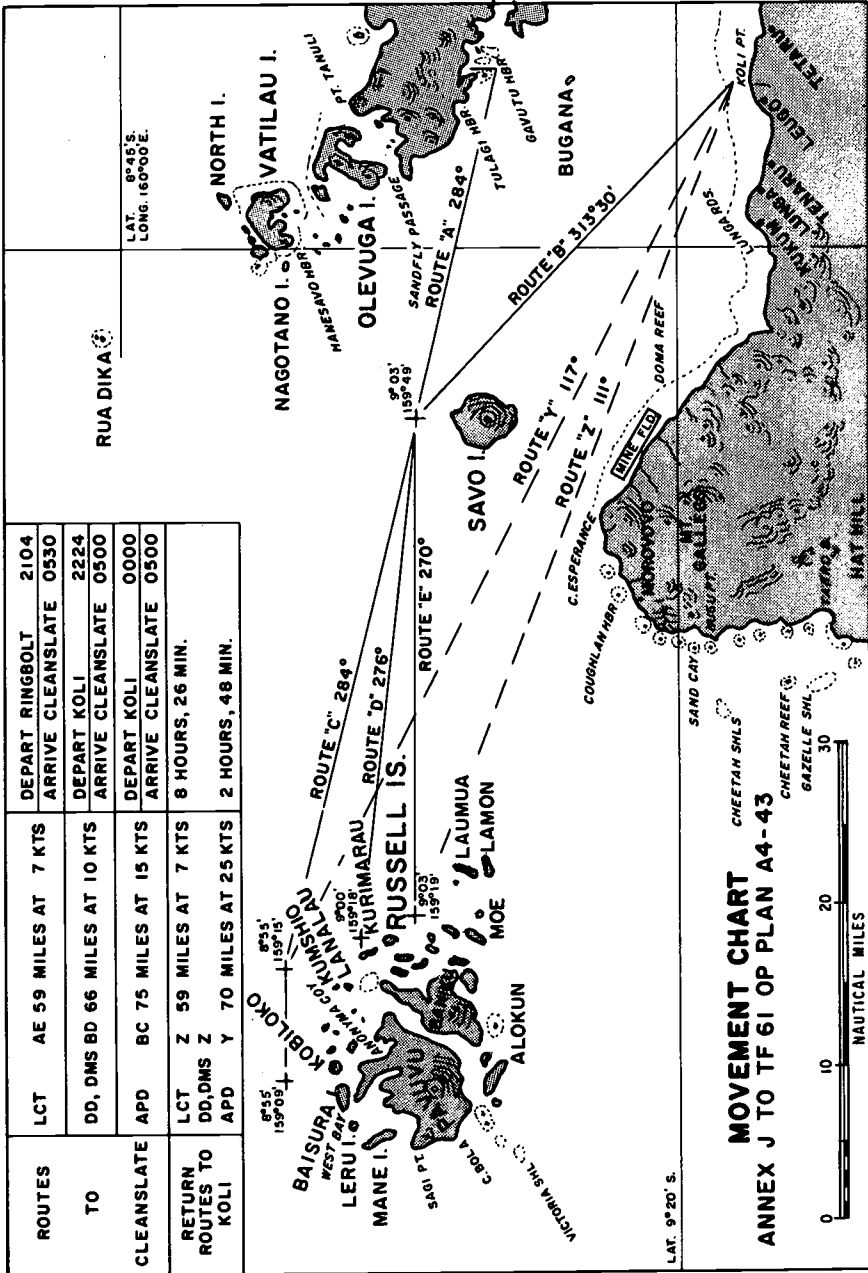 ROUTES LCT AE 59 MILES AT 7 KTS DEPART RINGBOLT 2104
ARRIVE CLEANSLATE 0530
TO DD, DMS BD 66 MILES AT 10 KTS DEPART KOLI 2224
ARRIVE CLEANSLATE 0500
CLEANSLATE APD BC 75 MILES AT 15 KTS DEPART KOLI 0000
ARRIVE CLEANSLATE 0500
RETURN ROUTES TO KOLI
LCT Z 59 MILES AT 7 KTS 8 HOURS, 26 MIN.
DD, DMS Z
APD Y 70 MILES AT 25 KTS 2 HOURS, 48 MIN.
RUA DIKA
LAT. 8°45'S.
LONG. 160°00'E.
NORTH I.
VATILAU I.
NAGOTANO I.
HANESAVO HBR.
PT. TANULI
OLEVUGA I.
SANDFLY PASSAGE
ROUTE "A" 284°
TULAGI HBR.
GAVUTU HBR.
BUGANA
ROUTE "B" 313°30'
9°03'
159°49'
SAVO I.
ROUTE "C" 284°
ROUTE "D" 276°
ROUTE "E" 270°
ROUTE "Y" 117°
ROUTE "Z" 111°
8°55'
159°09'
8°55'
159°15'
KOBILOKO
ANONYMA COY
KUMSHIO
LANALAU
9°00'
159°18'
KURIMARAU
RUSSELL IS.
9°03'
159°19'
BAISURA
WEST BAY
LERU I.
MANE I.
PAVUVU
SAGI PT.
C. BOLA
VICTORIA SHL
ALOKUN
MOE
LAUMUA
LAMON
C. ESPERANCE
MINE FLD
DOMA REEF
LUNGA RDS.
KOLI PT.
COUGHLAN HBR
MOROVOVO
MT. GALLEGO
SAND CAY
KUKUM
LUNGA
TENARU
LEUGO
TETARU
HAT HILL
CHEETAH SHLS
CHEETAH REEF
GAZELLE SHL
LAT. 9°20' S.
MOVEMENT CHART
ANNEX J TO TF 61 OP PLAN A4-43
0 10 20 30
NAUTICAL MILES